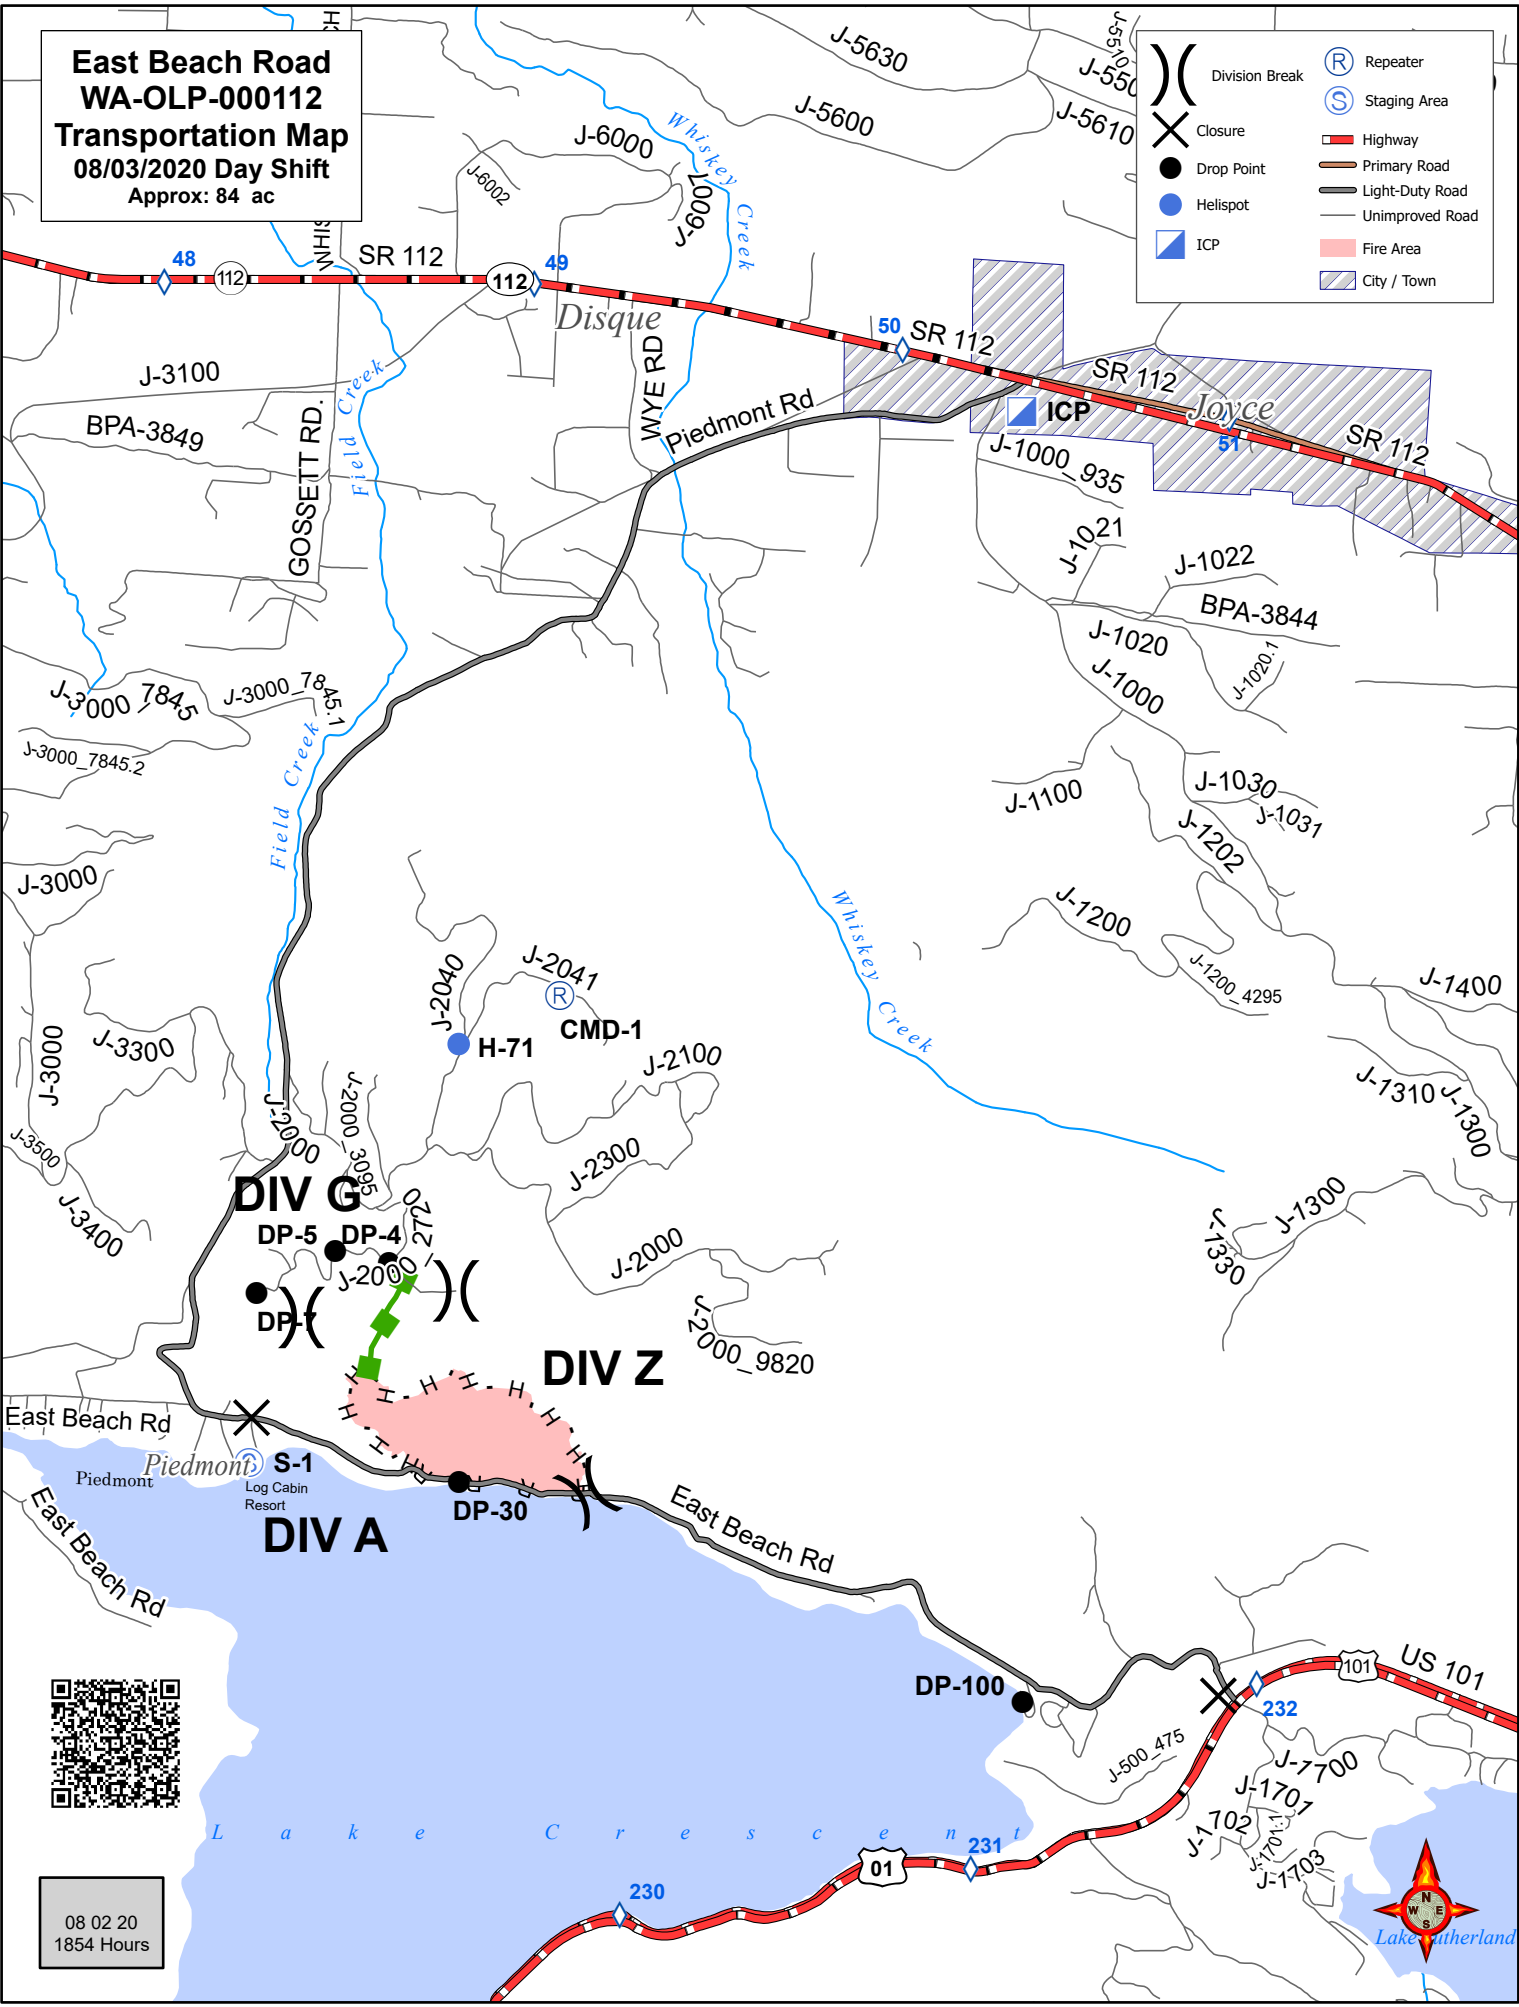 East Beach Road
WA-OLP-000112
Transportation Map
08/03/2020 Day Shift
Approx: 84 ac
Division Break
Closure
Drop Point
Helispot
ICP
Repeater
Staging Area
Highway
Primary Road
Light-Duty Road
Unimproved Road
Fire Area
City / Town
J-5630
J-5600
J-5610
J-6000
J-6002
J-6007
Whiskey
Creek
48
112
SR 112
112
49
Disque
50
SR 112
SR 112
Joyce
51
SR 112
ICP
J-3100
BPA-3849
GOSSETT RD.
Field Creek
WYE RD
Piedmont Rd
J-1000_935
J-1021
J-1022
BPA-3844
J-1020
J-1020.1
J-1000
J-3000_7845
J-3000_7845.1
J-3000_7845.2
Field Creek
J-1100
J-1030
J-1031
J-1202
J-3000
J-1200
J-1200_4295
J-1400
Whiskey
Creek
J-2040
J-2041
R
CMD-1
H-71
J-3000
J-3300
J-2100
J-1310
J-1300
J-2000
J-2000_3095
J-3500
J-3400
J-2300
DIV G
DP-5
DP-4
J-2000_2720
J-2000
J-1300
J-1330
DP-7
DIV Z
J-2000_9820
East Beach Rd
Piedmont
Piedmont
S
S-1
Log Cabin
Resort
DIV A
DP-30
East Beach Rd
East Beach Rd
DP-100
101
US 101
232
J-500_475
J-1700
J-1701
J-1702
J-1703
Lake Crescent
231
01
230
N
W
E
S
08 02 20
1854 Hours